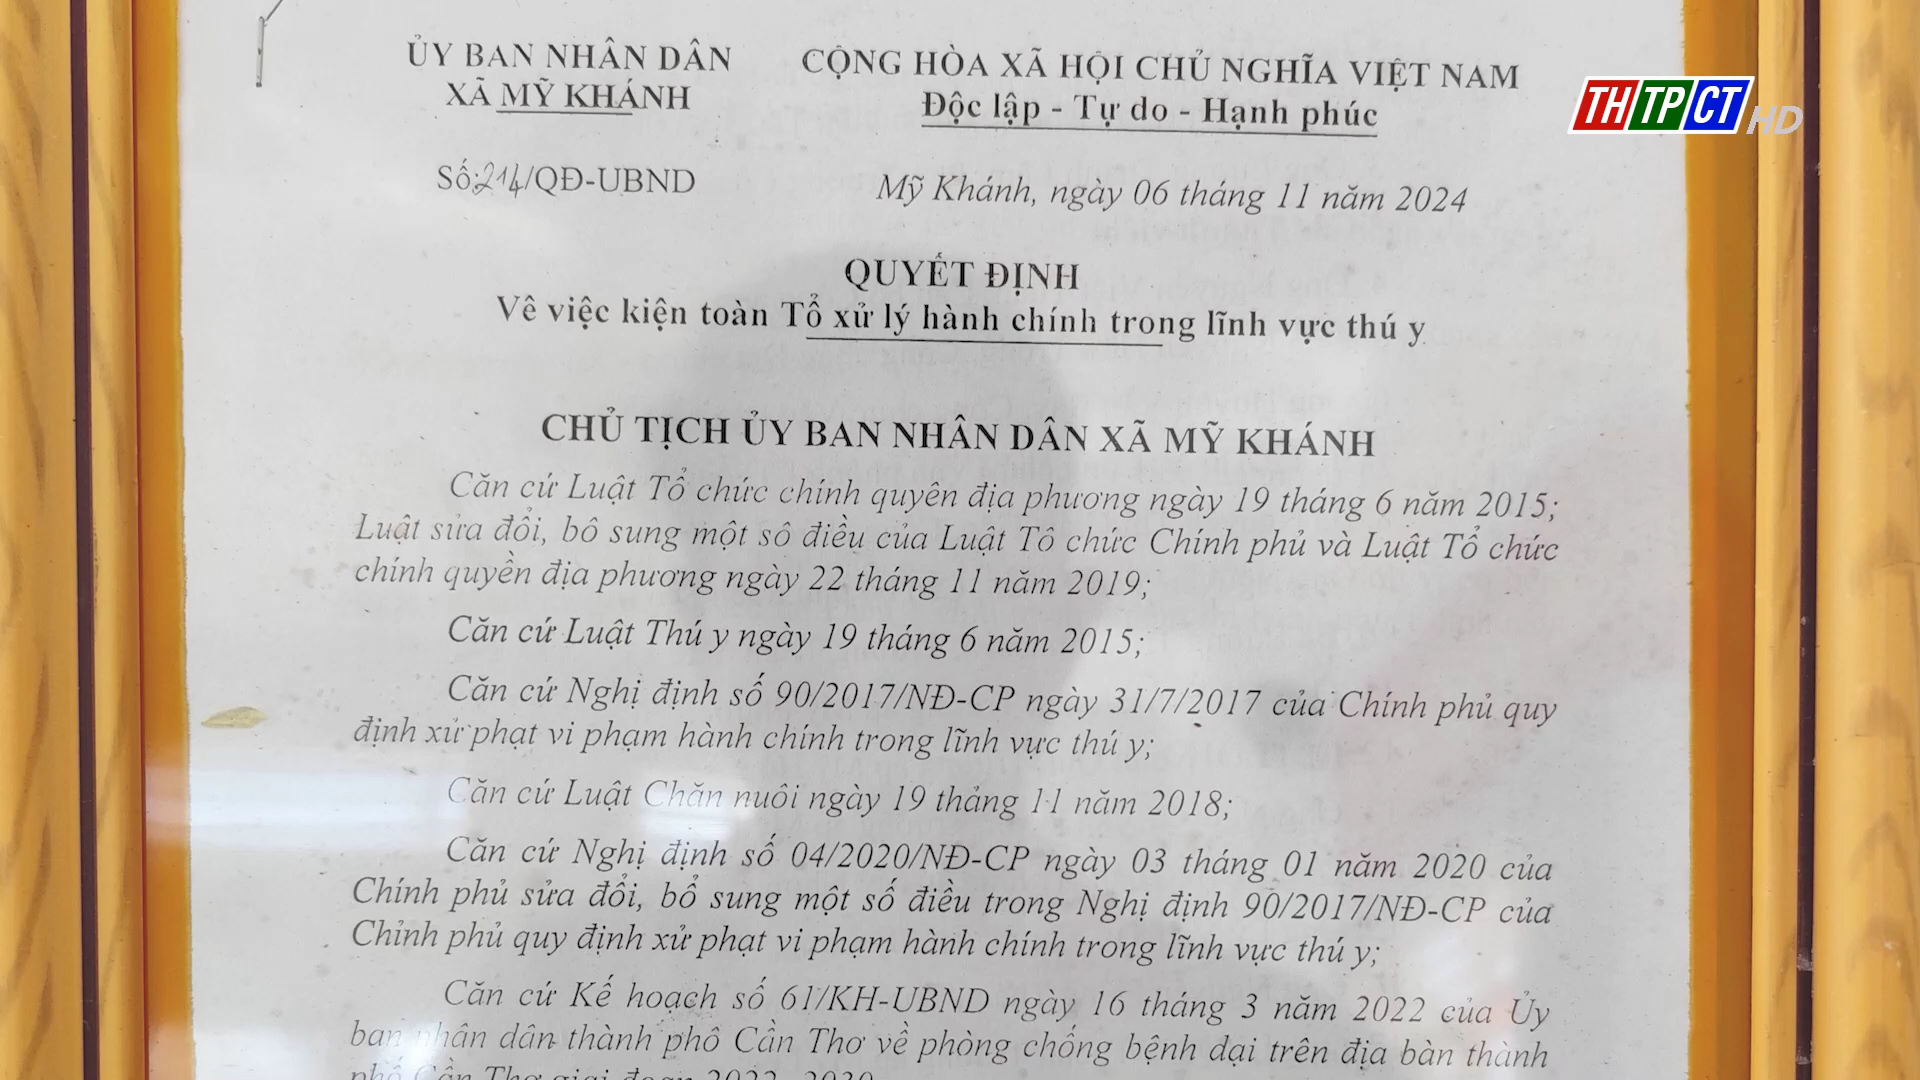 ỦY BAN NHÂN DÂN
XÃ MỸ KHÁNH
CỘNG HÒA XÃ HỘI CHỦ NGHĨA VIỆT NAM
Độc lập - Tự do - Hạnh phúc
THTPCT HD
Số:214/QĐ-UBND
Mỹ Khánh, ngày 06 tháng 11 năm 2024
QUYẾT ĐỊNH
Về việc kiện toàn Tổ xử lý hành chính trong lĩnh vực thú y
CHỦ TỊCH ỦY BAN NHÂN DÂN XÃ MỸ KHÁNH
Căn cứ Luật Tổ chức chính quyền địa phương ngày 19 tháng 6 năm 2015;
Luật sửa đổi, bổ sung một số điều của Luật Tổ chức Chính phủ và Luật Tổ chức
chính quyền địa phương ngày 22 tháng 11 năm 2019;
Căn cứ Luật Thú y ngày 19 tháng 6 năm 2015;
Căn cứ Nghị định số 90/2017/NĐ-CP ngày 31/7/2017 của Chính phủ quy
định xử phạt vi phạm hành chính trong lĩnh vực thú y;
Căn cứ Luật Chăn nuôi ngày 19 tháng 11 năm 2018;
Căn cứ Nghị định số 04/2020/NĐ-CP ngày 03 tháng 01 năm 2020 của
Chính phủ sửa đổi, bổ sung một số điều trong Nghị định 90/2017/NĐ-CP của
Chính phủ quy định xử phạt vi phạm hành chính trong lĩnh vực thú y;
Căn cứ Kế hoạch số 61/KH-UBND ngày 16 tháng 3 năm 2022 của Ủy
ban nhân dân thành phố Cần Thơ về phòng chống bệnh dại trên địa bàn thành
phố Cần Thơ giai đoạn 2022-2030